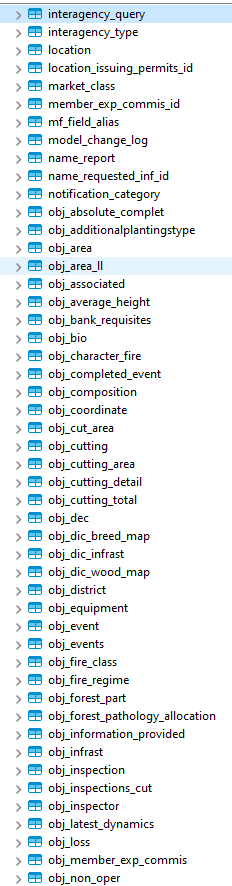 interagency_query
interagency_type
location
location_issuing_permits_id
market_class
member_exp_commis_id
mf_field_alias
model_change_log
name_report
name_requested_inf_id
notification_category
obj_absolute_complet
obj_additionalplantingstype
obj_area
obj_area_ll
obj_associated
obj_average_height
obj_bank_requisites
obj_bio
obj_character_fire
obj_completed_event
obj_composition
obj_coordinate
obj_cut_area
obj_cutting
obj_cutting_area
obj_cutting_detail
obj_cutting_total
obj_dec
obj_dic_breed_map
obj_dic_infrast
obj_dic_wood_map
obj_district
obj_equipment
obj_event
obj_events
obj_fire_class
obj_fire_regime
obj_forest_part
obj_forest_pathology_allocation
obj_information_provided
obj_infrast
obj_inspection
obj_inspections_cut
obj_inspector
obj_latest_dynamics
obj_loss
obj_member_exp_commis
obj_non_oper